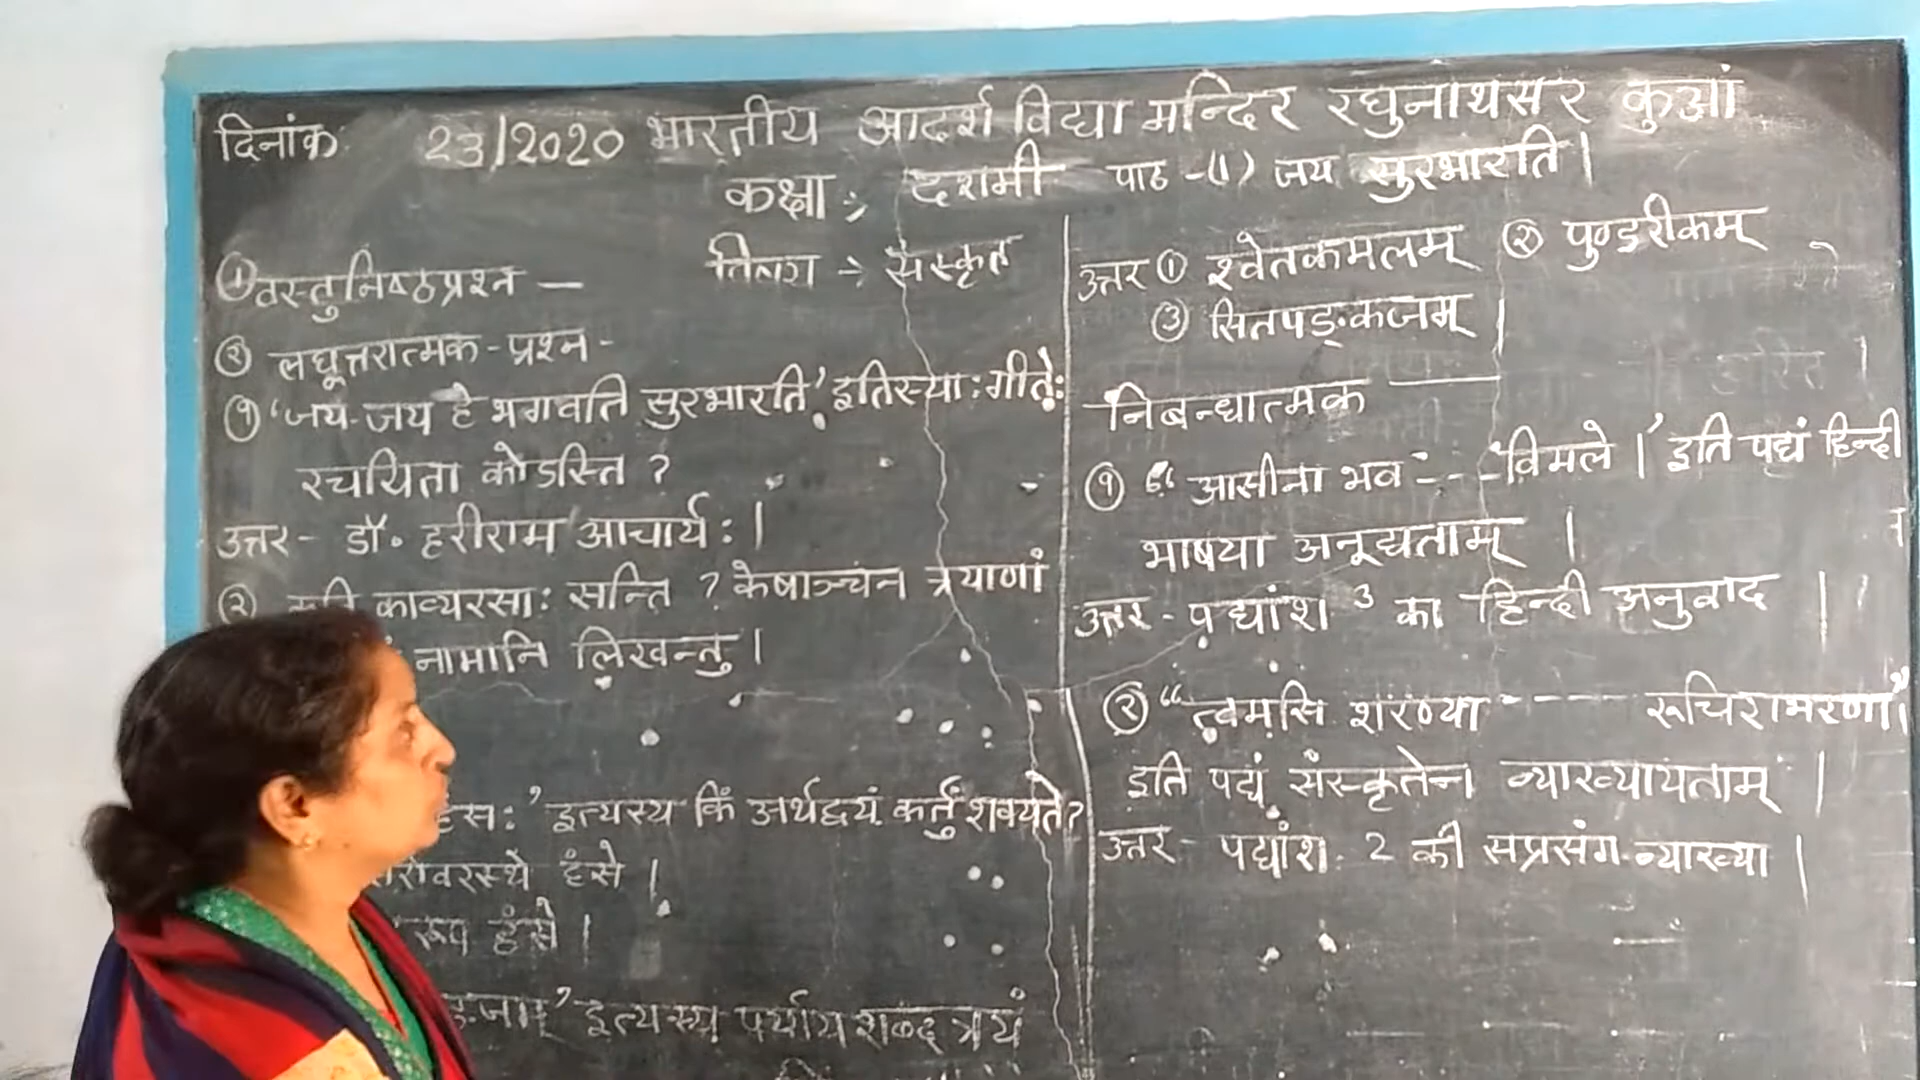 दिनांक 23/2020 भारतीय आदर्श विद्या मन्दिर रघुनाथसर कुआं
कक्षा :, दशमी पाठ -(1) जय सुरभारति।
→ संस्कृत
① वस्तुनिष्ठप्रश्न —
② लघूत्तरात्मक-प्रश्न -
① "जय-जय हे भगवति सुरभारति' इतिस्या: गीते:
रचयिता कोऽस्ति ?
उत्तर - डॉ. हरीराम आचार्य: |
② काव्यरसा: सन्ति ? केषाञ्चन त्रयाणां
नामानि लिखन्तु |
हंस: ' इत्यस्य किं अर्थद्वयं कर्तुं शक्यते?
हंसे |
रूप हंसे |
इत्यस्य पर्याय शब्द त्रयं
उत्तर ① श्वेतकमलम् ② पुण्डरीकम्
③ सितपङ्कजम् |
निबन्धात्मक —
① "आसीना भव - - - विमले |' इति पद्यं हिन्दी
भाषया अनूद्यताम् |
उत्तर - पद्यांश 3 का हिन्दी अनुवाद |
② "त्वमसि शरण्या - - - - रूचिराभरणा"|
इति पद्यं संस्कृतेन व्याख्यायताम् |
उत्तर - पद्यांश. 2 की सप्रसंग व्याख्या |